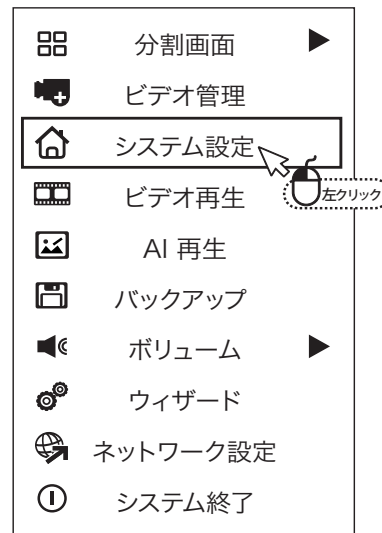 分割画面
ビデオ管理
システム設定
左クリック
ビデオ再生
AI 再生
バックアップ
ボリューム
ウィザード
ネットワーク設定
システム終了